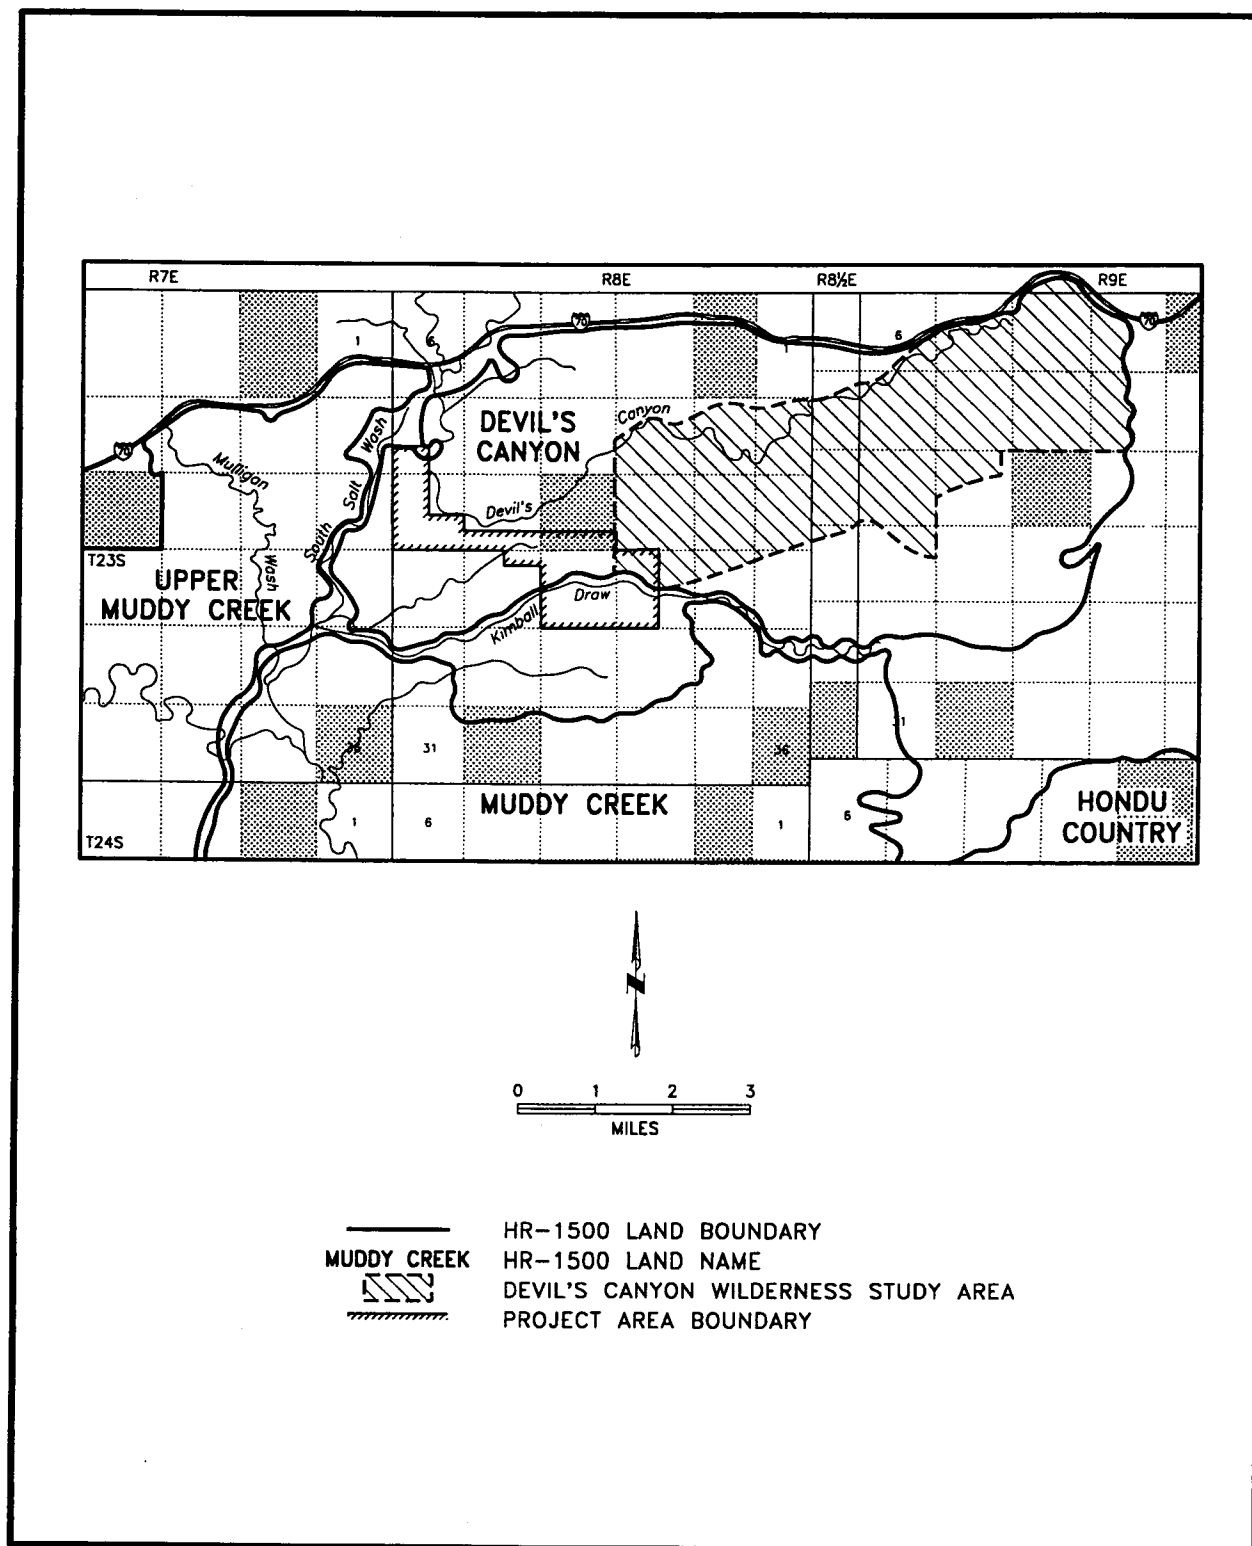 R7E
R8E
R8½E
R9E
70
70
1
6
1
6
70
Wash
DEVIL'S
CANYON
Canyon
Mulligan
Salt
Devil's
South
T23S
Wash
UPPER
MUDDY CREEK
Draw
Kimball
31
36
31
36
MUDDY CREEK
HONDU
COUNTRY
1
6
1
6
T24S
N
0 1 2 3
MILES
HR-1500 LAND BOUNDARY
MUDDY CREEK HR-1500 LAND NAME
DEVIL'S CANYON WILDERNESS STUDY AREA
PROJECT AREA BOUNDARY